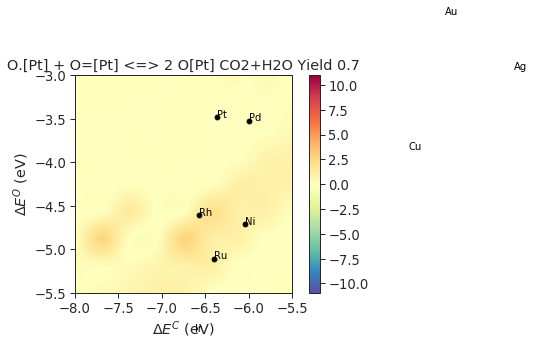 Au
O.[Pt] + O=[Pt] <=> 2 O[Pt] CO2+H2O Yield 0.7
Ag
−3.0
10.0
Pt
Pd
−3.5
7.5
Cu
5.0
−4.0
2.5
ΔE^O (eV)
0.0
Rh
−4.5
Ni
−2.5
−5.0
Ru
−5.0
−7.5
−5.5
−10.0
−8.0 −7.5 −7.0 −6.5 −6.0 −5.5
ΔE^C (eV)